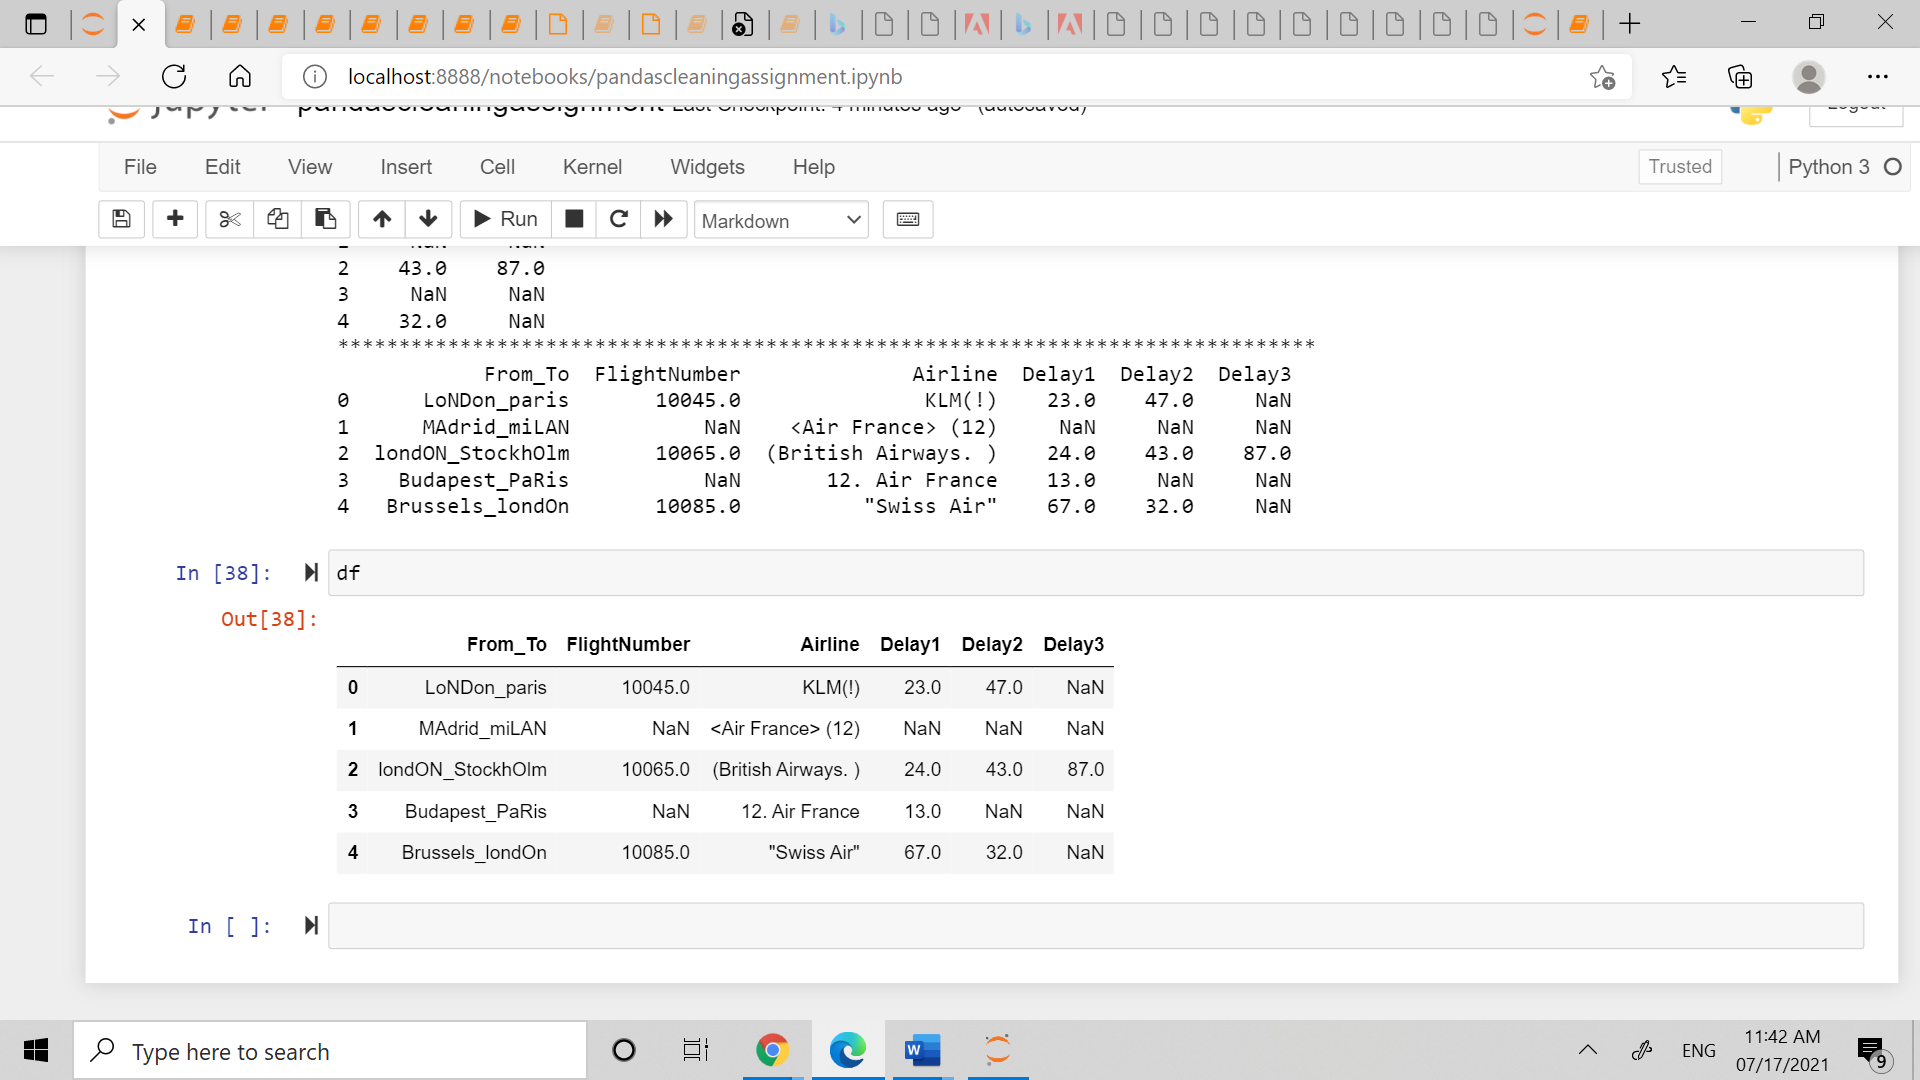 localhost:8888/notebooks/pandascleaningassignment.ipynb
jupyter pandascleaningassignment Last Checkpoint: 4 minutes ago (autosaved) Logout
File Edit View Insert Cell Kernel Widgets Help Trusted Python 3
Run Markdown
1 NaN NaN
2 43.0 87.0
3 NaN NaN
4 32.0 NaN
********************************************************************************
From_To FlightNumber Airline Delay1 Delay2 Delay3
0 LoNDon_paris 10045.0 KLM(!) 23.0 47.0 NaN
1 MAdrid_miLAN NaN <Air France> (12) NaN NaN NaN
2 londON_StockhOlm 10065.0 (British Airways. ) 24.0 43.0 87.0
3 Budapest_PaRis NaN 12. Air France 13.0 NaN NaN
4 Brussels_londOn 10085.0 "Swiss Air" 67.0 32.0 NaN
In [38]: df
Out[38]:
From_To FlightNumber Airline Delay1 Delay2 Delay3
0 LoNDon_paris 10045.0 KLM(!) 23.0 47.0 NaN
1 MAdrid_miLAN NaN <Air France> (12) NaN NaN NaN
2 londON_StockhOlm 10065.0 (British Airways. ) 24.0 43.0 87.0
3 Budapest_PaRis NaN 12. Air France 13.0 NaN NaN
4 Brussels_londOn 10085.0 "Swiss Air" 67.0 32.0 NaN
In [ ]:
Type here to search
W
ENG
11:42 AM
07/17/2021
9